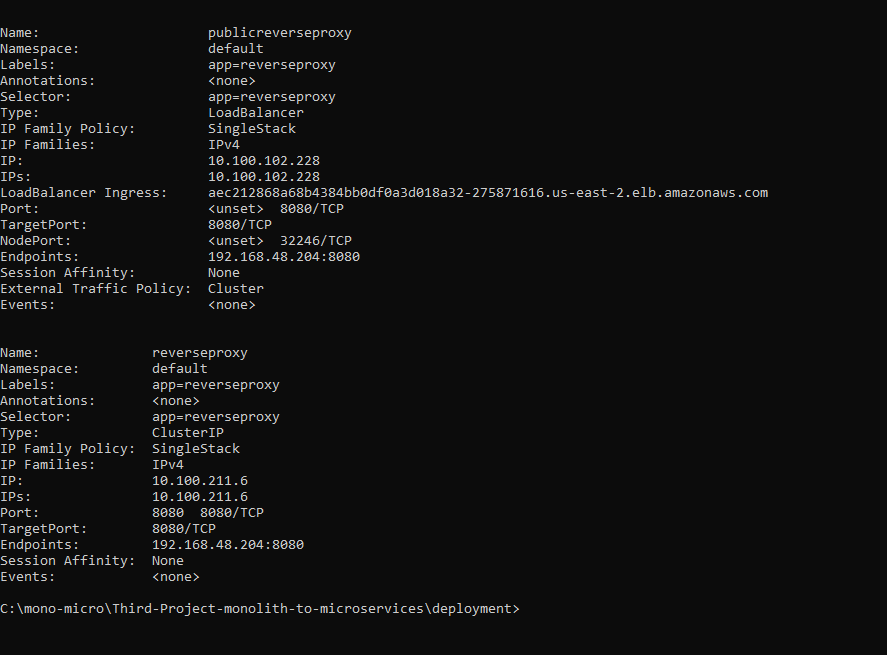 Name:                     publicreverseproxy
Namespace:                default
Labels:                   app=reverseproxy
Annotations:              <none>
Selector:                 app=reverseproxy
Type:                     LoadBalancer
IP Family Policy:         SingleStack
IP Families:              IPv4
IP:                       10.100.102.228
IPs:                      10.100.102.228
LoadBalancer Ingress:     aec212868a68b4384bb0df0a3d018a32-275871616.us-east-2.elb.amazonaws.com
Port:                     <unset>  8080/TCP
TargetPort:               8080/TCP
NodePort:                 <unset>  32246/TCP
Endpoints:                192.168.48.204:8080
Session Affinity:         None
External Traffic Policy:  Cluster
Events:                   <none>
Name:              reverseproxy
Namespace:         default
Labels:            app=reverseproxy
Annotations:       <none>
Selector:          app=reverseproxy
Type:              ClusterIP
IP Family Policy:  SingleStack
IP Families:       IPv4
IP:                10.100.211.6
IPs:               10.100.211.6
Port:              8080  8080/TCP
TargetPort:        8080/TCP
Endpoints:         192.168.48.204:8080
Session Affinity:  None
Events:            <none>
C:\mono-micro\Third-Project-monolith-to-microservices\deployment>